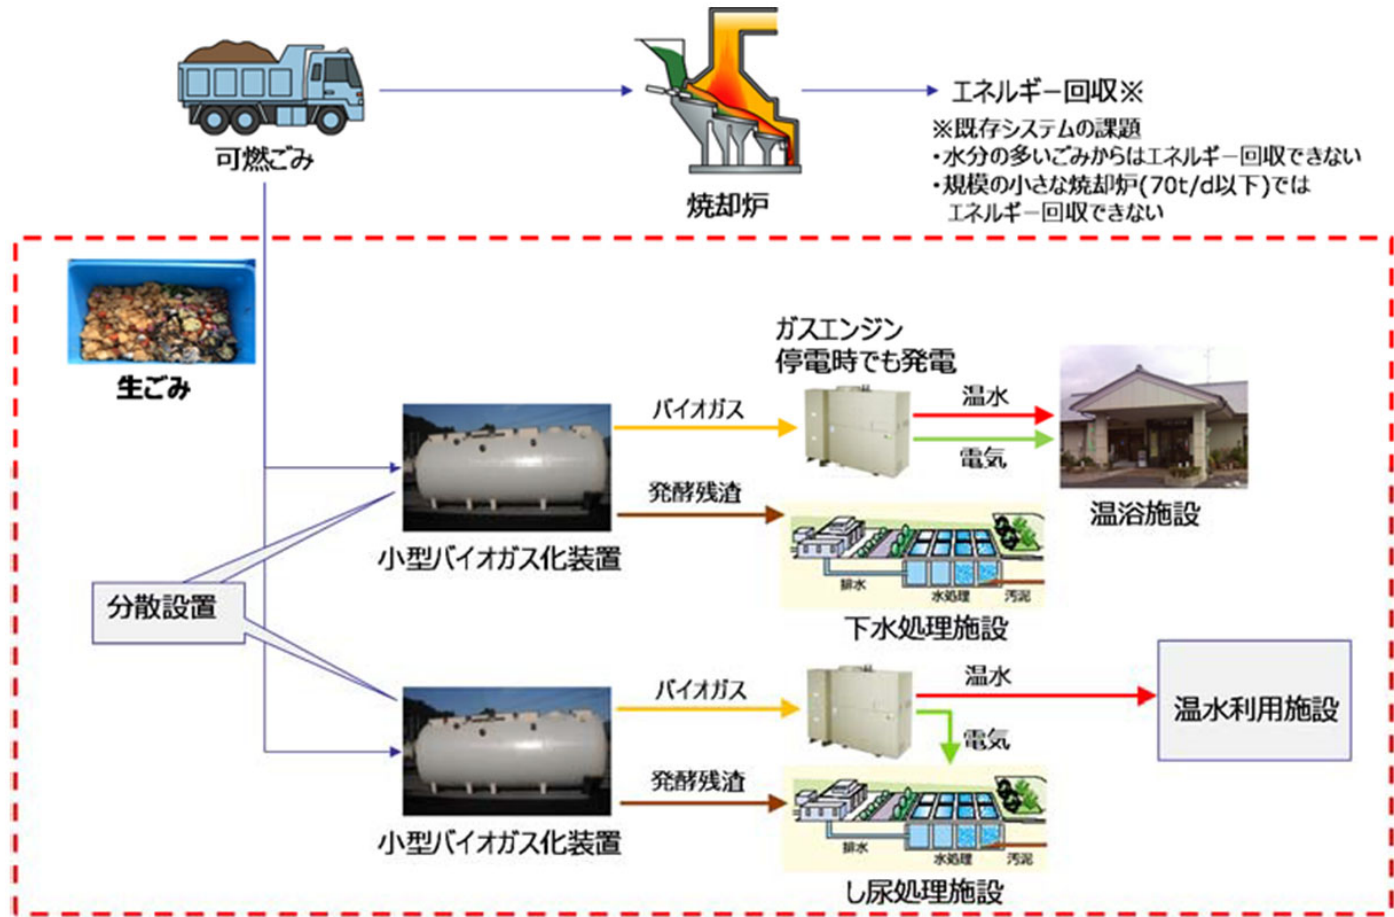 エネルギー回収※
※既存システムの課題
・水分の多いごみからはエネルギー回収できない
・規模の小さな焼却炉(70t/d以下)では
エネルギー回収できない
可燃ごみ
焼却炉
生ごみ
ガスエンジン
停電時でも発電
バイオガス
温水
電気
発酵残渣
温浴施設
小型バイオガス化装置
排水
水処理
汚泥
分散設置
下水処理施設
バイオガス
温水
電気
温水利用施設
発酵残渣
小型バイオガス化装置
排水
水処理
汚泥
し尿処理施設